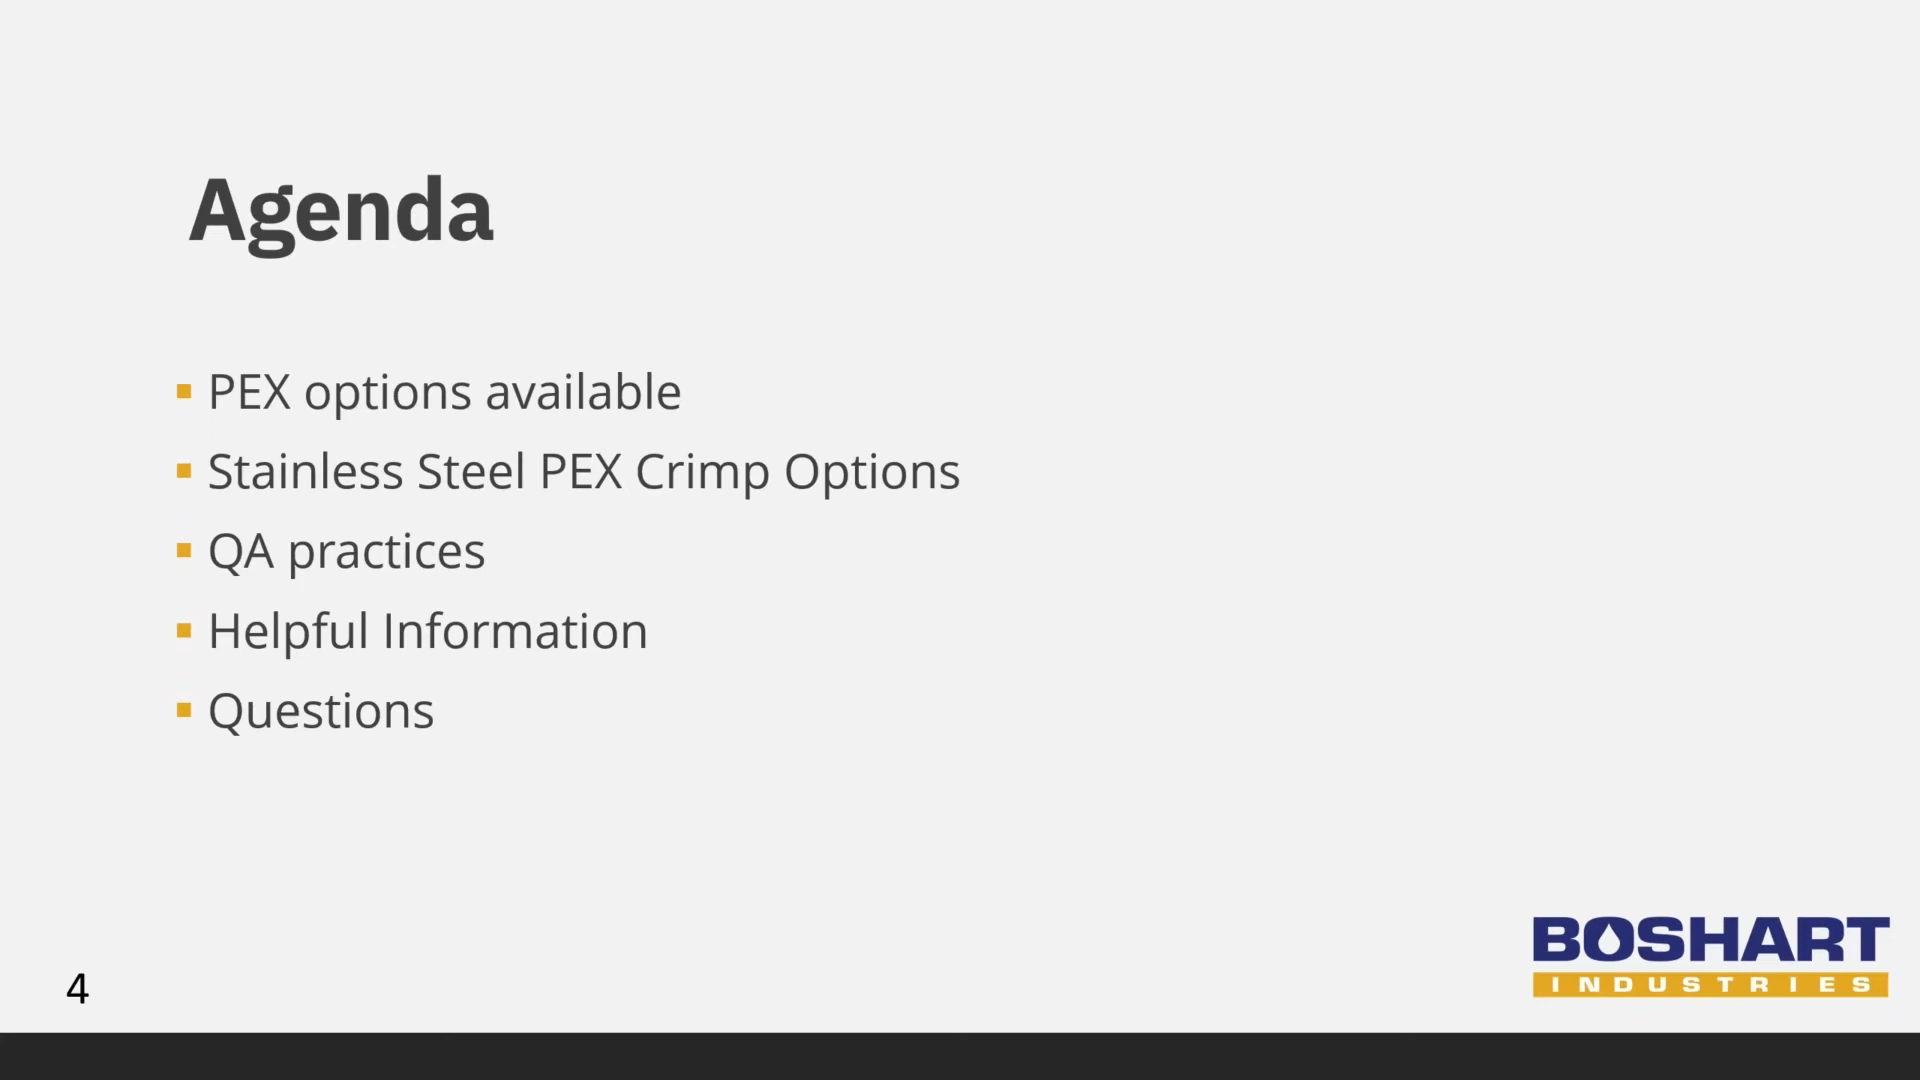 Agenda
PEX options available
Stainless Steel PEX Crimp Options
QA practices
Helpful Information
Questions
4
BOSHART
INDUSTRIES